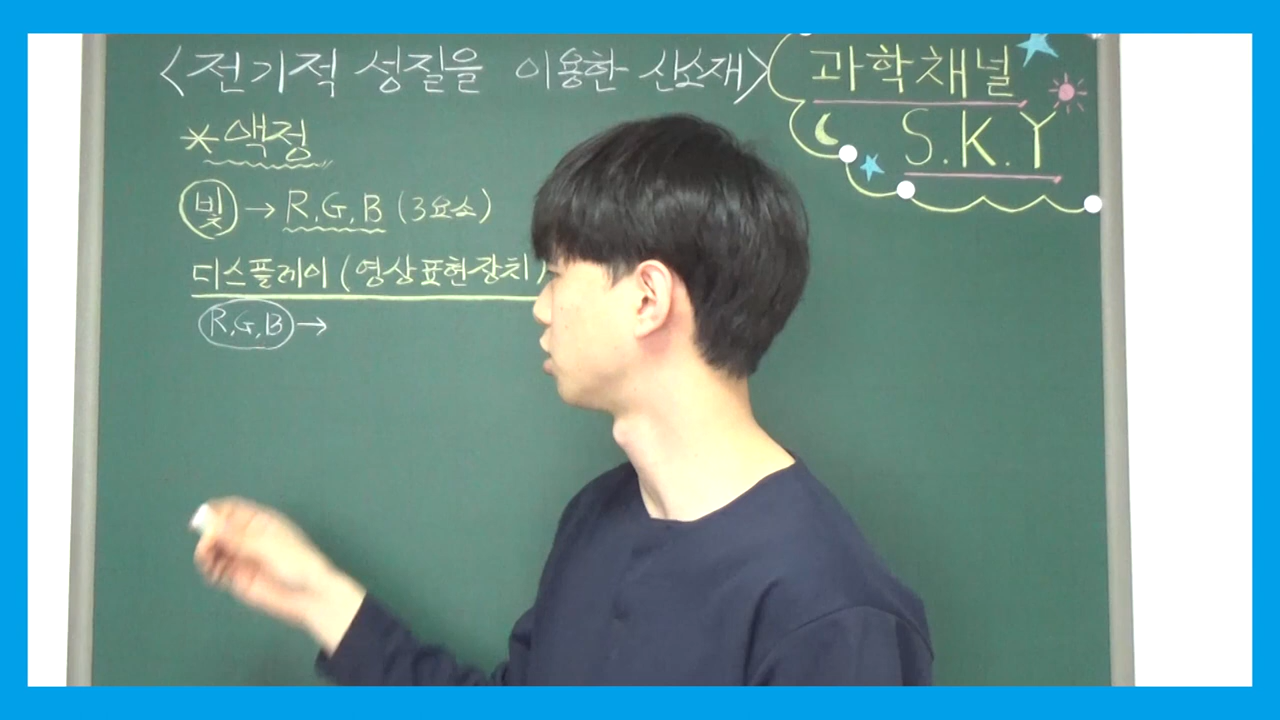 <전기적 성질을 이용한 신소재>
과학채널
S.K.Y
*액정
빛 → R,G,B (3요소)
디스플레이 (영상표현장치)
R,G,B →